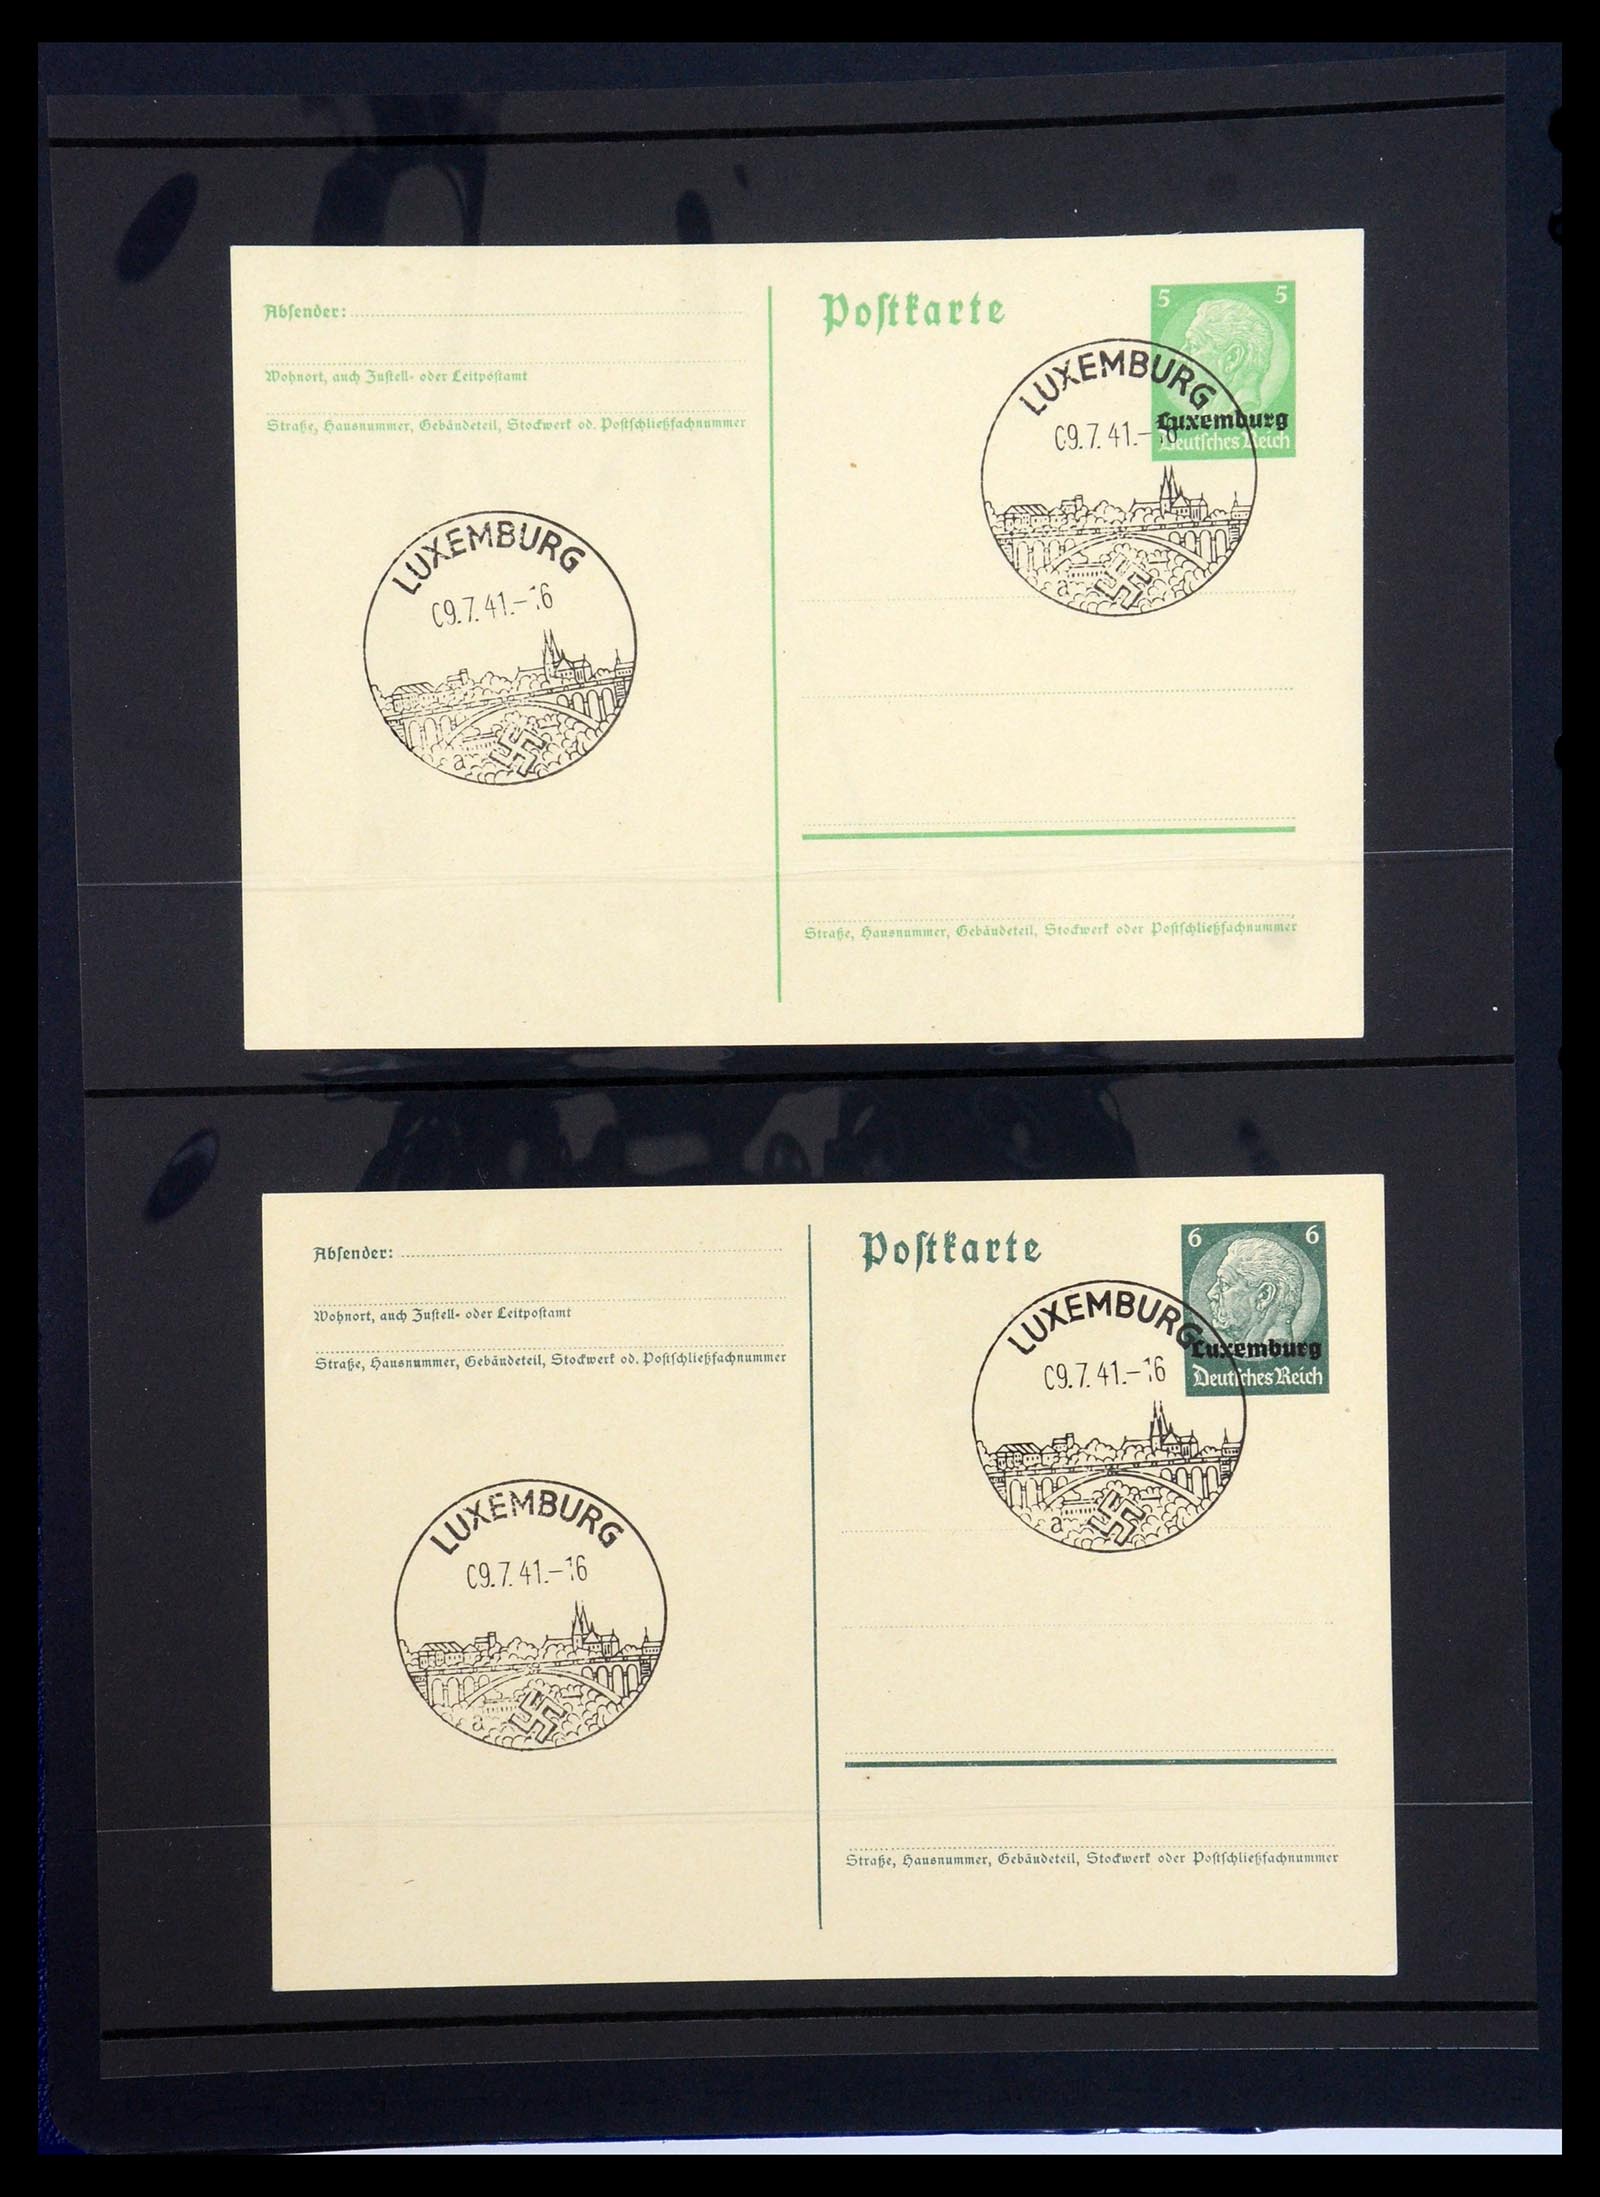 Absender:
Wohnort, auch Zustell- oder Leitpostamt
Straße, Hausnummer, Gebäudeteil, Stockwerk od. Postschließfachnummer
LUXEMBURG
09.7.41.-16
a
Postkarte
5 5
Luxemburg
Deutsches Reich
LUXEMBURG
09.7.41.-16
a
Straße, Hausnummer, Gebäudeteil, Stockwerk oder Postschließfachnummer
Absender:
Wohnort, auch Zustell- oder Leitpostamt
Straße, Hausnummer, Gebäudeteil, Stockwerk od. Postschließfachnummer
LUXEMBURG
09.7.41.-16
a
Postkarte
6 6
Luxemburg
Deutsches Reich
LUXEMBURG
09.7.41.-16
a
Straße, Hausnummer, Gebäudeteil, Stockwerk oder Postschließfachnummer